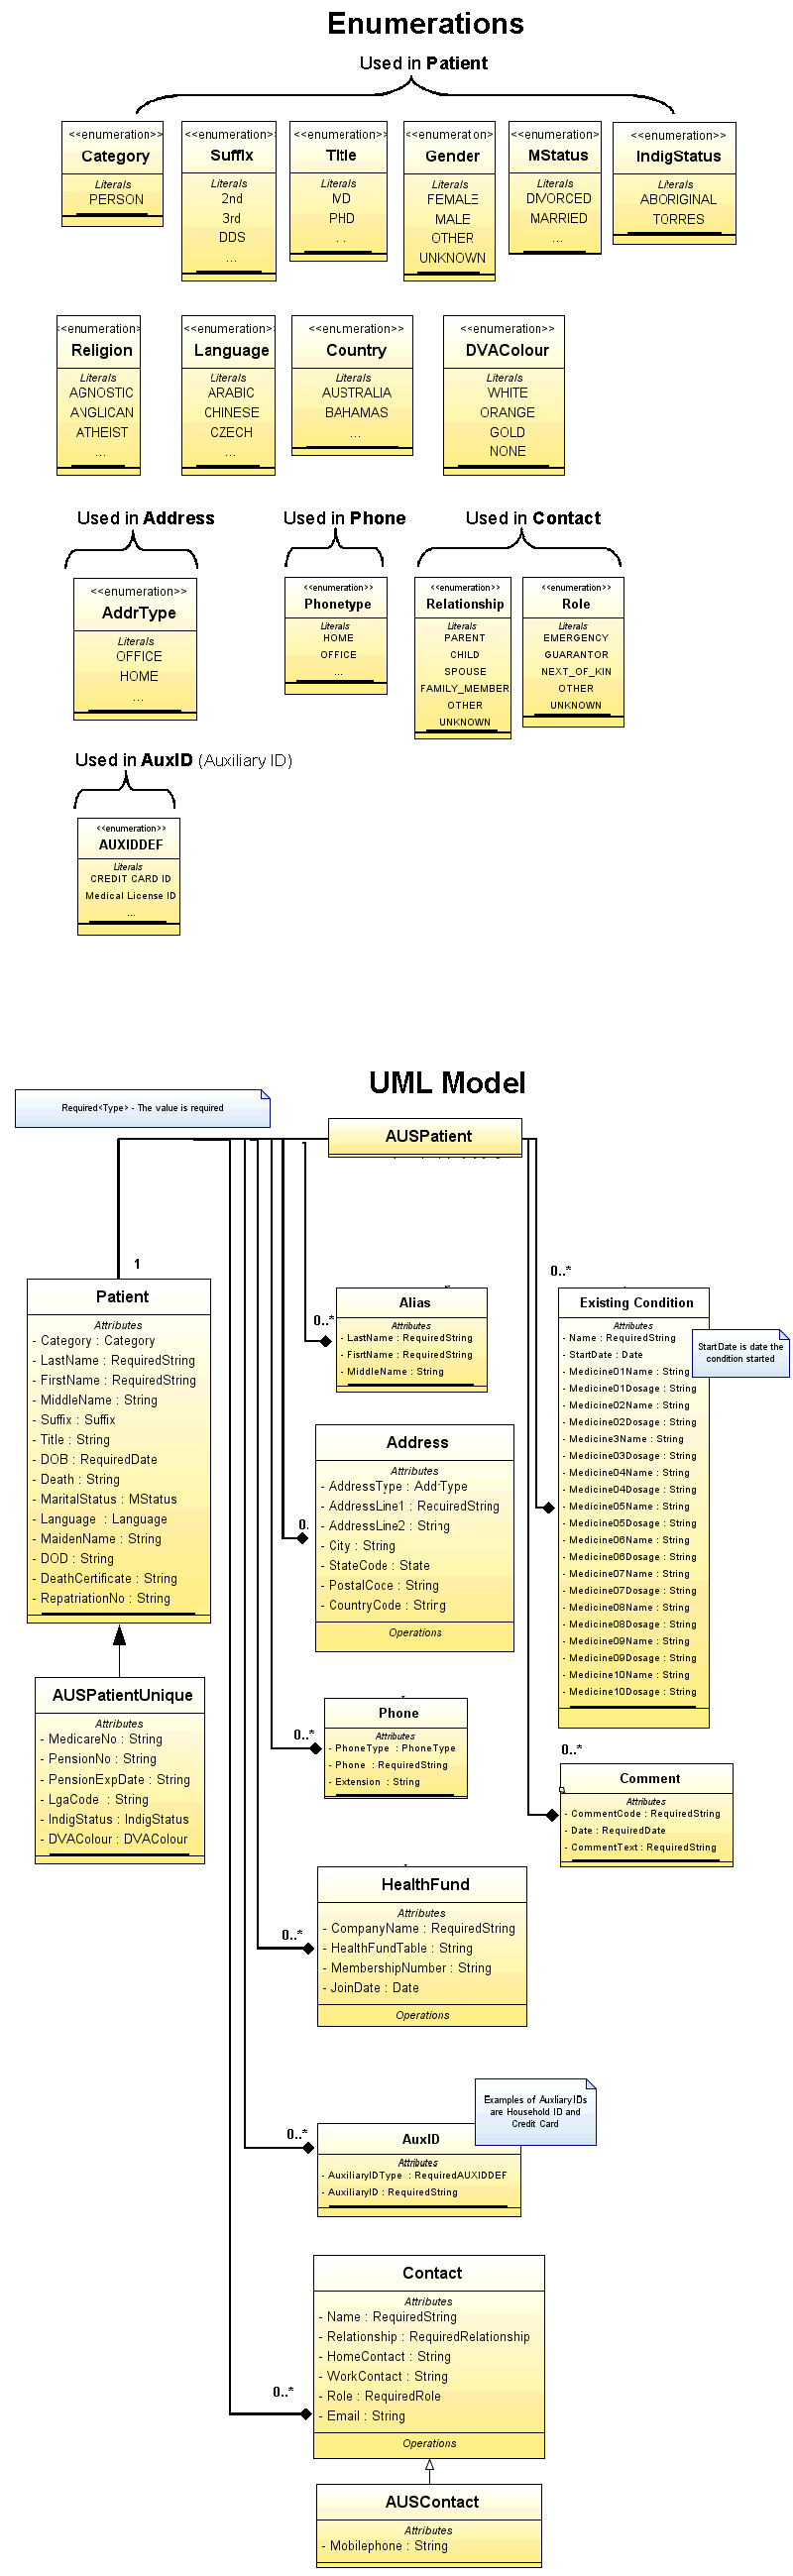 Enumerations
Used in Patient
<<enumeration>>
Category
Literals
PERSON
<<enumeration>>
Suffix
Literals
2nd
3rd
DDS
...
<<enumeration>>
Title
Literals
MD
PHD
<<enumeration>>
Gender
Literals
FEMALE
MALE
OTHER
UNKNOWN
<<enumeration>>
MStatus
Literals
DIVORCED
MARRIED
...
<<enumeration>>
IndigStatus
Literals
ABORIGINAL
TORRES
<<enumeration>>
Religion
Literals
AGNOSTIC
ANGLICAN
ATHEIST
...
<<enumeration>>
Language
Literals
ARABIC
CHINESE
CZECH
...
<<enumeration>>
Country
Literals
AUSTRALIA
BAHAMAS
...
<<enumeration>>
DVAColour
Literals
WHITE
ORANGE
GOLD
NONE
Used in Address
<<enumeration>>
AddrType
Literals
OFFICE
HOME
...
Used in Phone
<<enumeration>>
Phonetype
Literals
HOME
OFFICE
...
Used in Contact
<<enumeration>>
Relationship
Literals
PARENT
CHILD
SPOUSE
FAMILY_MEMBER
OTHER
UNKNOWN
<<enumeration>>
Role
Literals
EMERGENCY
GUARANTOR
NEXT_OF_KIN
OTHER
UNKNOWN
Used in AuxID (Auxiliary ID)
<<enumeration>>
AUXIDDEF
Literals
CREDIT CARD ID
Medical License ID
...
UML Model
Required<Type> - The value is required
AUSPatient
1
Patient
Attributes
- Category : Category
- LastName : RequiredString
- FirstName : RequiredString
- MiddleName : String
- Suffix : Suffix
- Title : String
- DOB : RequiredDate
- Death : String
- MaritalStatus : MStatus
- Language : Language
- MaidenName : String
- DOD : String
- DeathCertificate : String
- RepatriationNo : String
AUSPatientUnique
Attributes
- MedicareNo : String
- PensionNo : String
- PensionExpDate : String
- LgaCode : String
- IndigStatus : IndigStatus
- DVAColour : DVAColour
0..*
Alias
Attributes
- LastName : RequiredString
- FisrtName : RequiredString
- MiddleName : String
0.
Address
Attributes
- AddressType : AddrType
- AddressLine1 : RequiredString
- AddressLine2 : String
- City : String
- StateCode : State
- PostalCoce : String
- CountryCode : String
Operations
0..*
Phone
Attributes
- PhoneType : PhoneType
- Phone : RequiredString
- Extension : String
0..*
HealthFund
Attributes
- CompanyName : RequiredString
- HealthFundTable : String
- MembershipNumber : String
- JoinDate : Date
Operations
0..*
AuxID
Attributes
- AuxiliaryIDType : RequiredAUXIDDEF
- AuxiliaryID : RequiredString
Examples of Auxliary IDs
are Household ID and
Credit Card
0..*
Contact
Attributes
- Name : RequiredString
- Relationship : RequiredRelationship
- HomeContact : String
- WorkContact : String
- Role : RequiredRole
- Email : String
Operations
AUSContact
Attributes
- Mobilephone : String
0..*
Existing Condition
Attributes
- Name : RequiredString
- StartDate : Date
- Medicine01Name : String
- Medicine01Dosage : String
- Medicine02Name : String
- Medicine02Dosage : String
- Medicine3Name : String
- Medicine03Dosage : String
- Medicine04Name : String
- Medicine04Dosage : String
- Medicine05Name : String
- Medicine05Dosage : String
- Medicine06Name : String
- Medicine06Dosage : String
- Medicine07Name : String
- Medicine07Dosage : String
- Medicine08Name : String
- Medicine08Dosage : String
- Medicine09Name : String
- Medicine09Dosage : String
- Medicine10Name : String
- Medicine10Dosage : String
StartDate is date the
condition started
0..*
Comment
Attributes
- CommentCode : RequiredString
- Date : RequiredDate
- CommentText : RequiredString